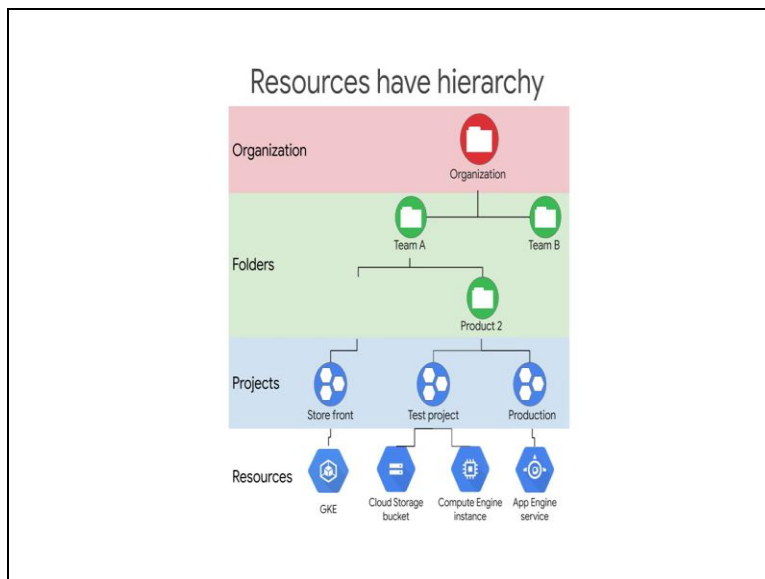 Resources have hierarchy
Organization
Organization
Team A
Team B
Folders
Product 2
Projects
Store front
Test project
Production
Resources
GKE
Cloud Storage
bucket
Compute Engine
instance
App Engine
service